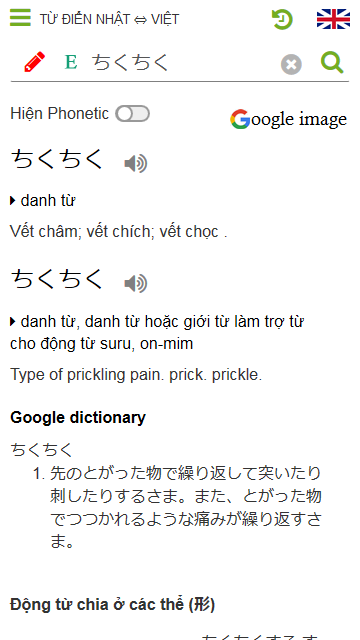 TỪ ĐIỂN NHẬT ⇔ VIỆT
E ちくちく
Hiện Phonetic
Google image
ちくちく
danh từ
Vết châm; vết chích; vết chọc .
ちくちく
danh từ, danh từ hoặc giới từ làm trợ từ
cho động từ suru, on-mim
Type of prickling pain. prick. prickle.
Google dictionary
ちくちく
1. 先のとがった物で繰り返して突いたり
刺したりするさま。また、とがった物
でつつかれるような痛みが繰り返すさ
ま。
Động từ chia ở các thể (形)